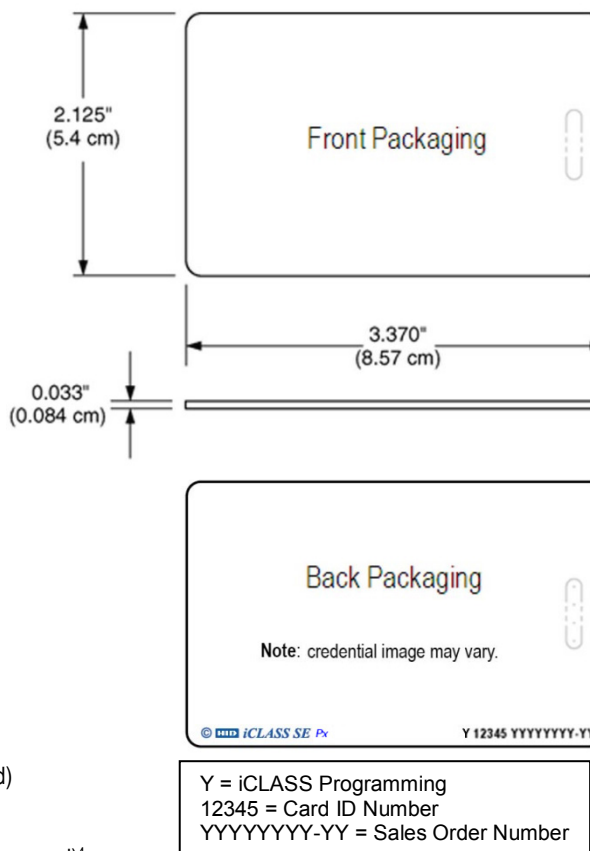 2.125"
(5.4 cm)
Front Packaging
3.370"
(8.57 cm)
0.033"
(0.084 cm)
Back Packaging
Note: credential image may vary.
© HID iCLASS SE Px
Y 12345 YYYYYYYY-YY
Y = iCLASS Programming
12345 = Card ID Number
YYYYYYYY-YY = Sales Order Number